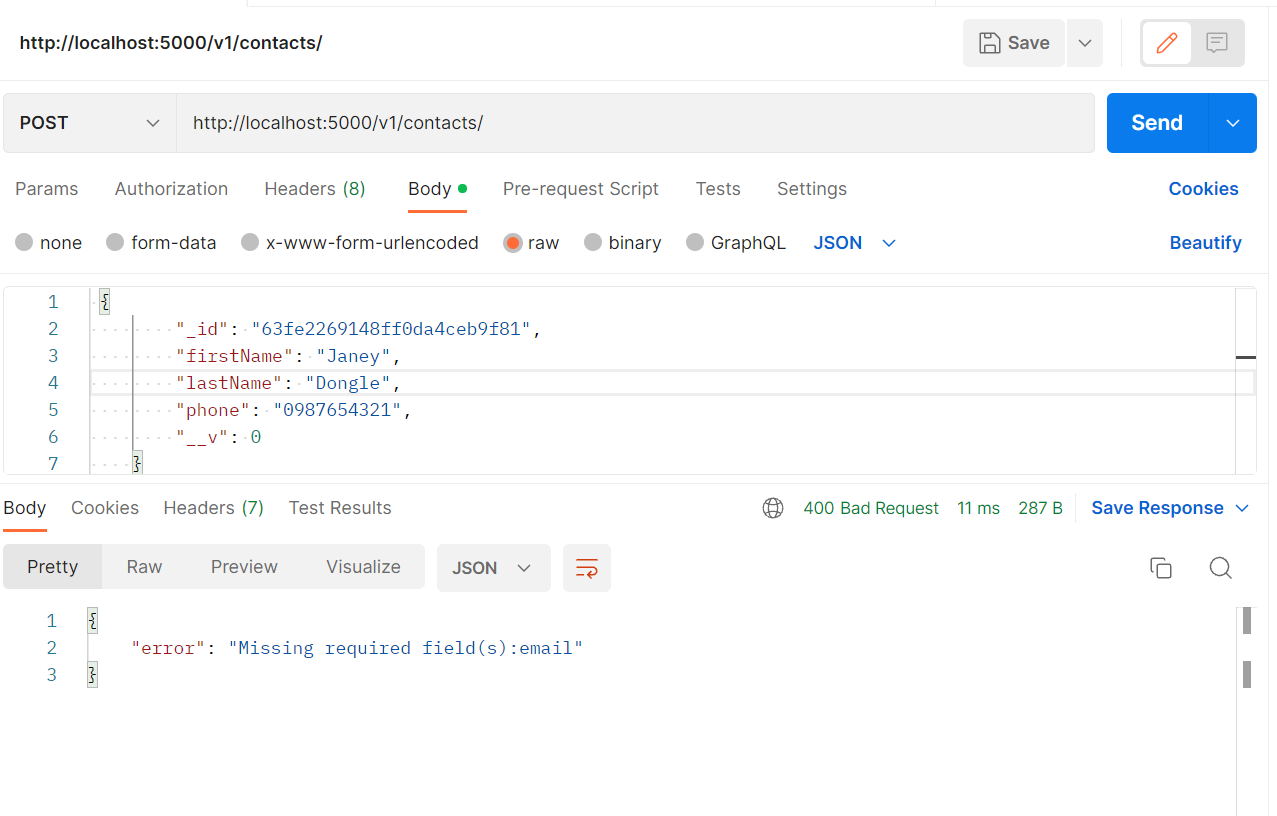 http://localhost:5000/v1/contacts/ Save
POST http://localhost:5000/v1/contacts/ Send
Params Authorization Headers (8) Body Pre-request Script Tests Settings Cookies
none form-data x-www-form-urlencoded raw binary GraphQL JSON Beautify
1 {
2 "_id": "63fe2269148ff0da4ceb9f81",
3 "firstName": "Janey",
4 "lastName": "Dongle",
5 "phone": "0987654321",
6 "__v": 0
7 }
Body Cookies Headers (7) Test Results 400 Bad Request 11 ms 287 B Save Response
Pretty Raw Preview Visualize JSON
1 {
2 "error": "Missing required field(s):email"
3 }